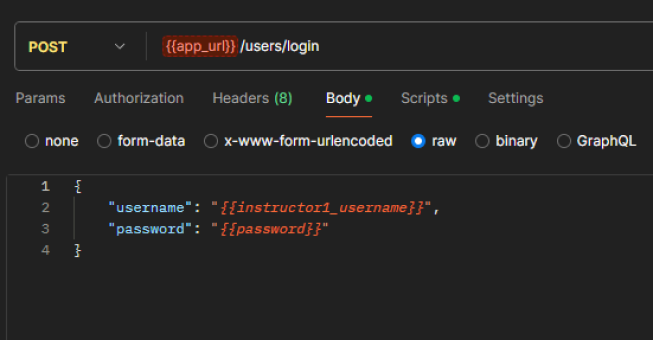 POST {{app_url}} /users/login
Params Authorization Headers (8) Body Scripts Settings
none form-data x-www-form-urlencoded raw binary GraphQL
1 {
2 "username": "{{instructor1_username}}",
3 "password": "{{password}}"
4 }